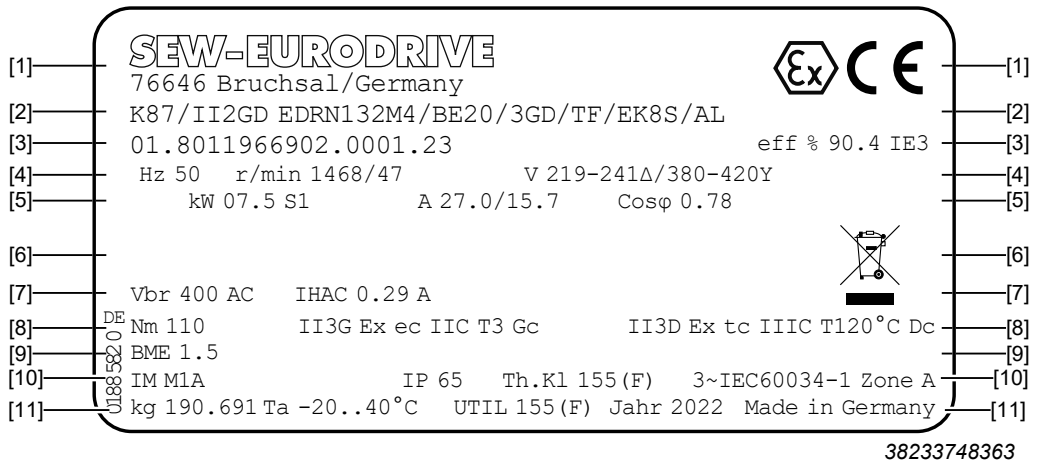 SEW-EURODRIVE
[1] 76646 Bruchsal/Germany Ex CE [1]
[2] K87/II2GD EDRN132M4/BE20/3GD/TF/EK8S/AL [2]
[3] 01.8011966902.0001.23 eff % 90.4 IE3 [3]
[4] Hz 50 r/min 1468/47 V 219-241Δ/380-420Y [4]
[5] kW 07.5 S1 A 27.0/15.7 Cosφ 0.78 [5]
[6] [6]
[7] Vbr 400 AC IHAC 0.29 A [7]
[8] Nm 110 II3G Ex ec IIC T3 Gc II3D Ex tc IIIC T120°C Dc [8]
[9] BME 1.5 [9]
[10] IM M1A IP 65 Th.Kl 155(F) 3~IEC60034-1 Zone A [10]
[11] kg 190.691 Ta -20..40°C UTIL 155(F) Jahr 2022 Made in Germany [11]
01885820 DE
38233748363